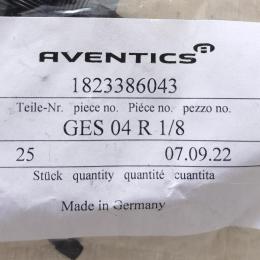 AVENTICS
1823386043
Teile-Nr. piece no. Piéce no. pezzo no.
GES 04 R 1/8
25 07.09.22
Stück quantity quantité cuantita
Made in Germany